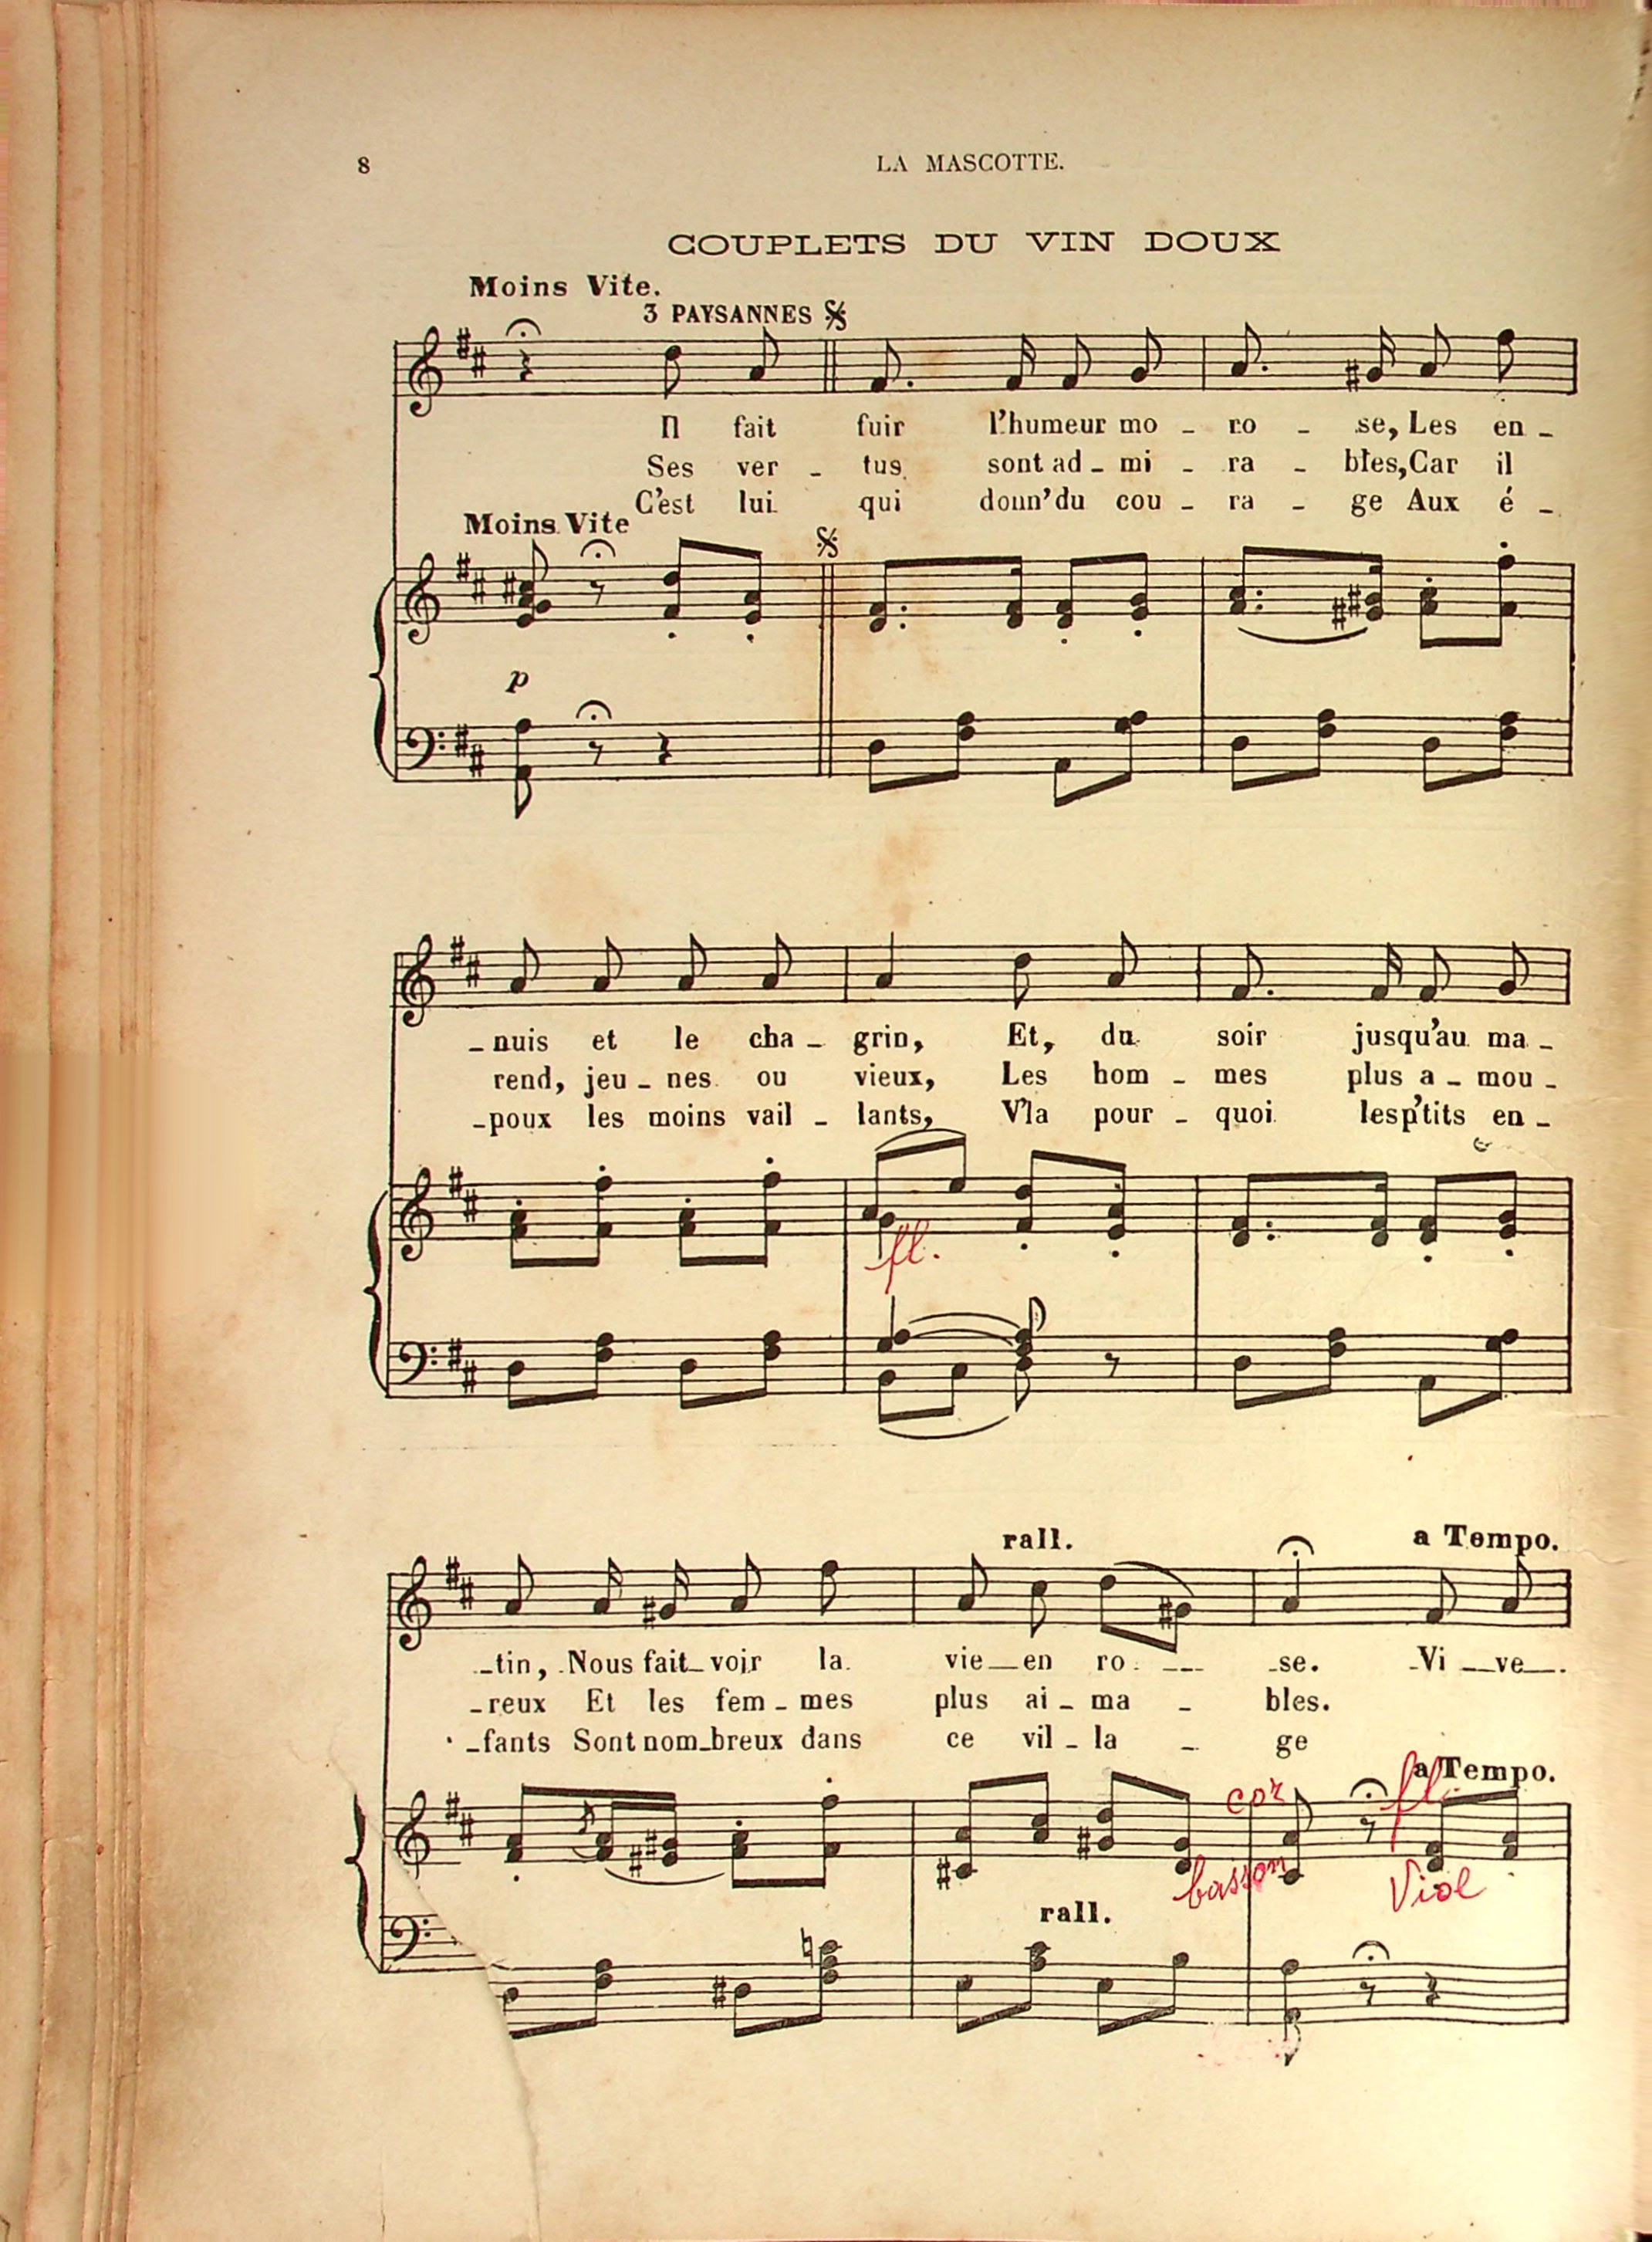 8
LA MASCOTTE.
COUPLETS DU VIN DOUX
Moins Vite.
3 PAYSANNES
Il fait fuir l'humeur mo - ro - se, Les en -
Ses ver - tus sont ad - mi - ra - bles, Car il
C'est lui qui donn' du cou - ra - ge Aux é -
Moins Vite
p
- nuis et le cha - grin, Et, du soir jusqu'au ma -
rend, jeu - nes ou vieux, Les hom - mes plus a - mou -
- poux les moins vail - lants, V'la pour - quoi les p'tits en -
fl.
rall. a Tempo.
- tin, Nous fait voir la vie en ro - se. Vi - ve
- reux Et les fem - mes plus ai - ma - bles.
- fants Sont nom - breux dans ce vil - la - ge
a Tempo.
cor fl.
basson Viol
rall.